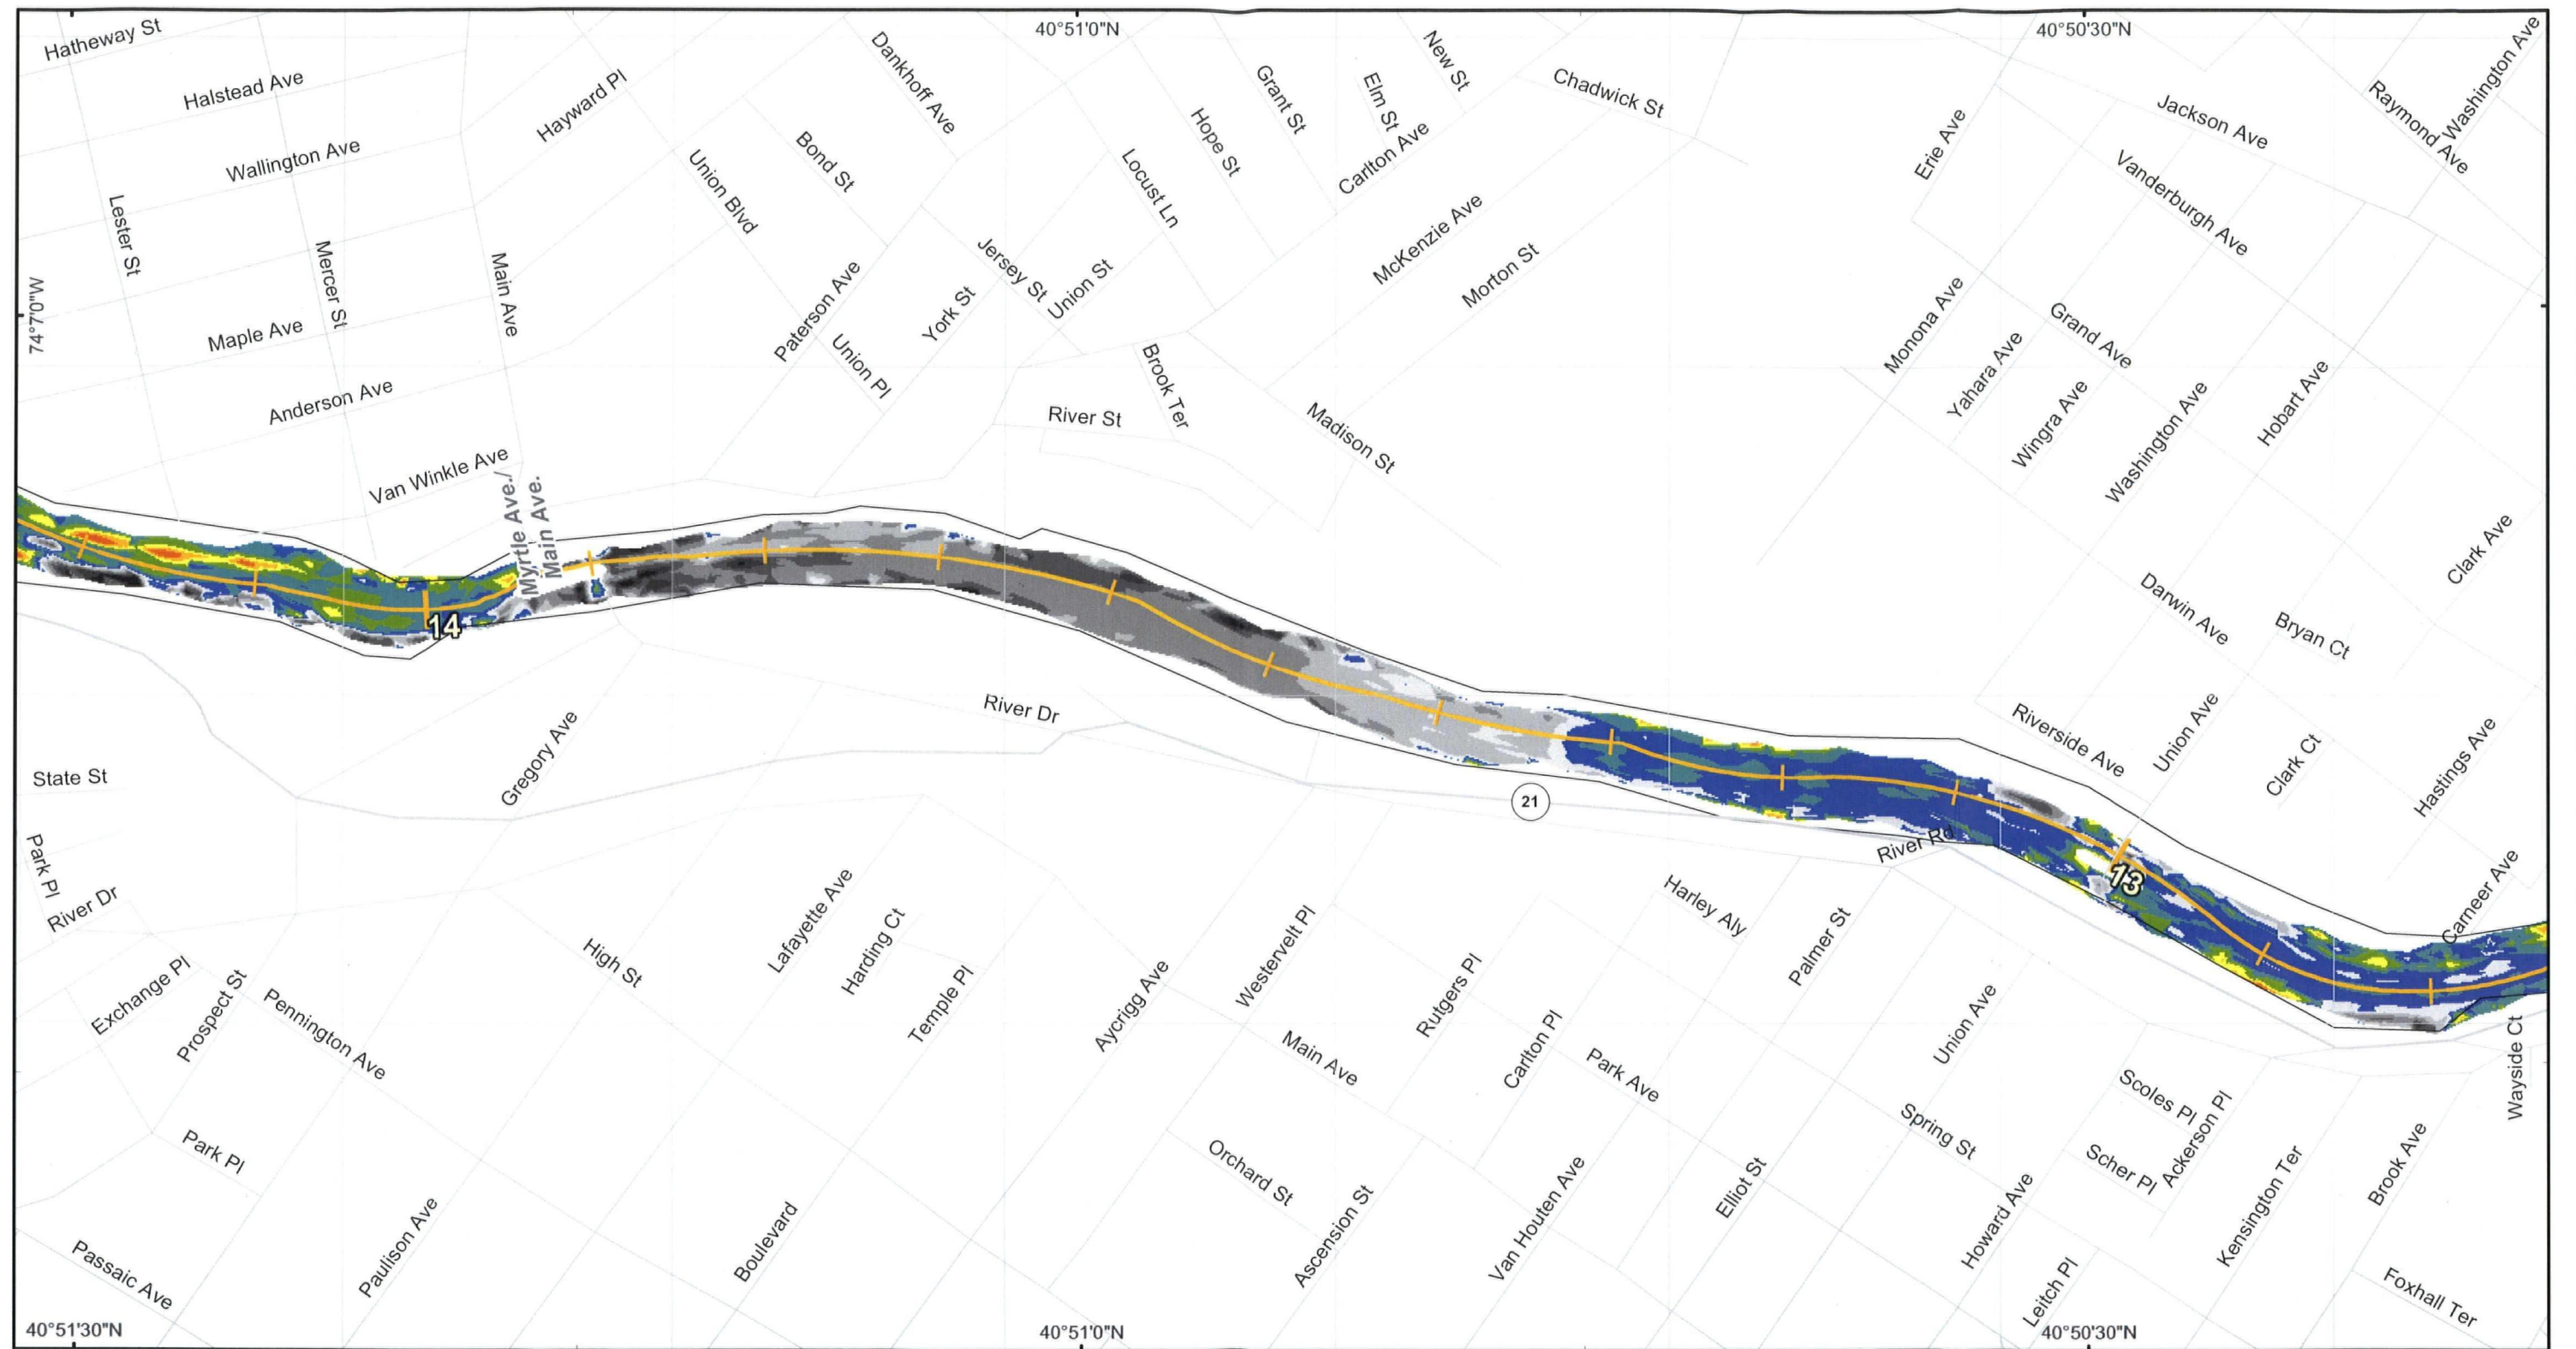 40°51'0"N
40°50'30"N
Hatheway St
Halstead Ave
Wallington Ave
Hayward Pl
Dankhoff Ave
Bond St
Union Blvd
Locust Ln
Hope St
Grant St
Elm St
New St
Carlton Ave
Chadwick St
Erie Ave
Jackson Ave
Raymond Ave
Washington Ave
Vanderburgh Ave
Lester St
Mercer St
Main Ave
74°7'0"W
Maple Ave
Anderson Ave
Van Winkle Ave
Paterson Ave
Union Pl
York St
Jersey St
Union St
McKenzie Ave
Morton St
Brook Ter
River St
Madison St
Monona Ave
Yahara Ave
Grand Ave
Wingra Ave
Washington Ave
Hobart Ave
Clark Ave
Myrtle Ave./
Main Ave.
14
Darwin Ave
Bryan Ct
River Dr
Gregory Ave
State St
21
River Rd
Riverside Ave
Union Ave
Clark Ct
Hastings Ave
13
Carneer Ave
Park Pl
River Dr
Exchange Pl
Prospect St
Pennington Ave
High St
Lafayette Ave
Harding Ct
Temple Pl
Aycrigg Ave
Westervelt Pl
Main Ave
Rutgers Pl
Carlton Pl
Harley Aly
Palmer St
Park Ave
Union Ave
Spring St
Scoles Pl
Ackerson Pl
Scher Pl
Wayside Ct
Park Pl
Passaic Ave
Paulison Ave
Boulevard
Orchard St
Ascension St
Van Houten Ave
Elliot St
Howard Ave
Leitch Pl
Kensington Ter
Brook Ave
Foxhall Ter
40°51'30"N
40°51'0"N
40°50'30"N